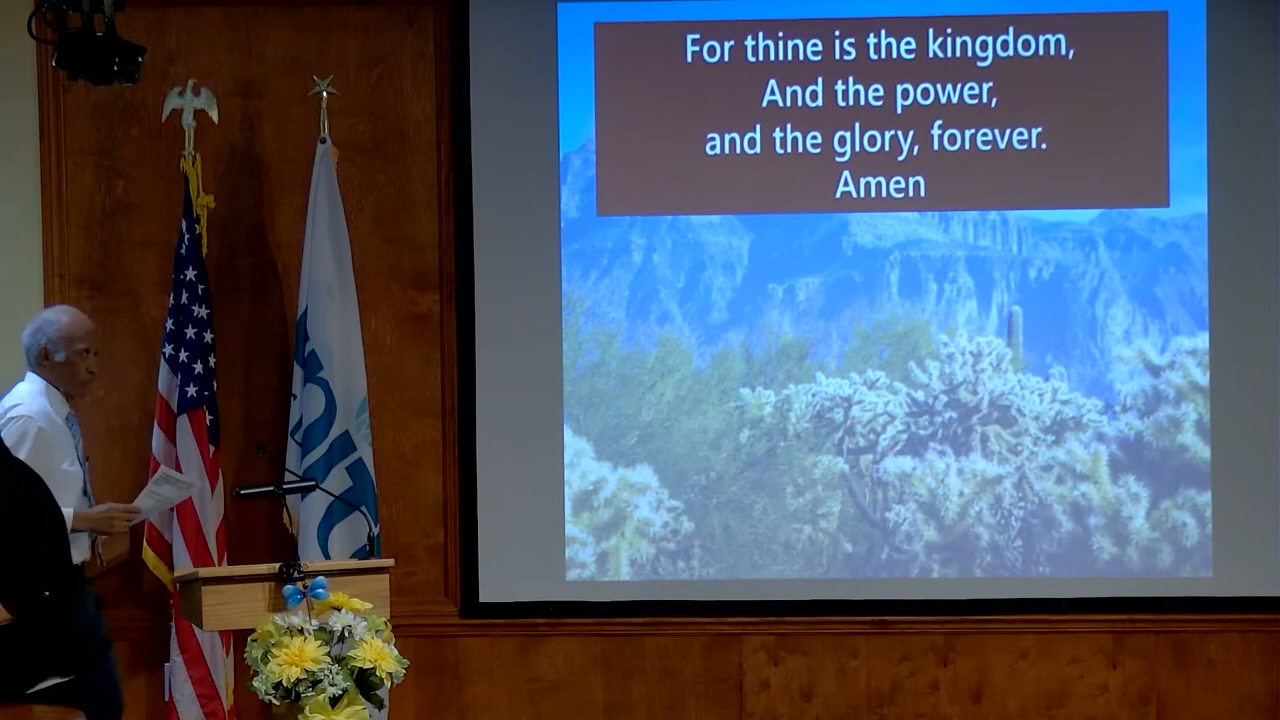 For thine is the kingdom,
And the power,
and the glory, forever.
Amen